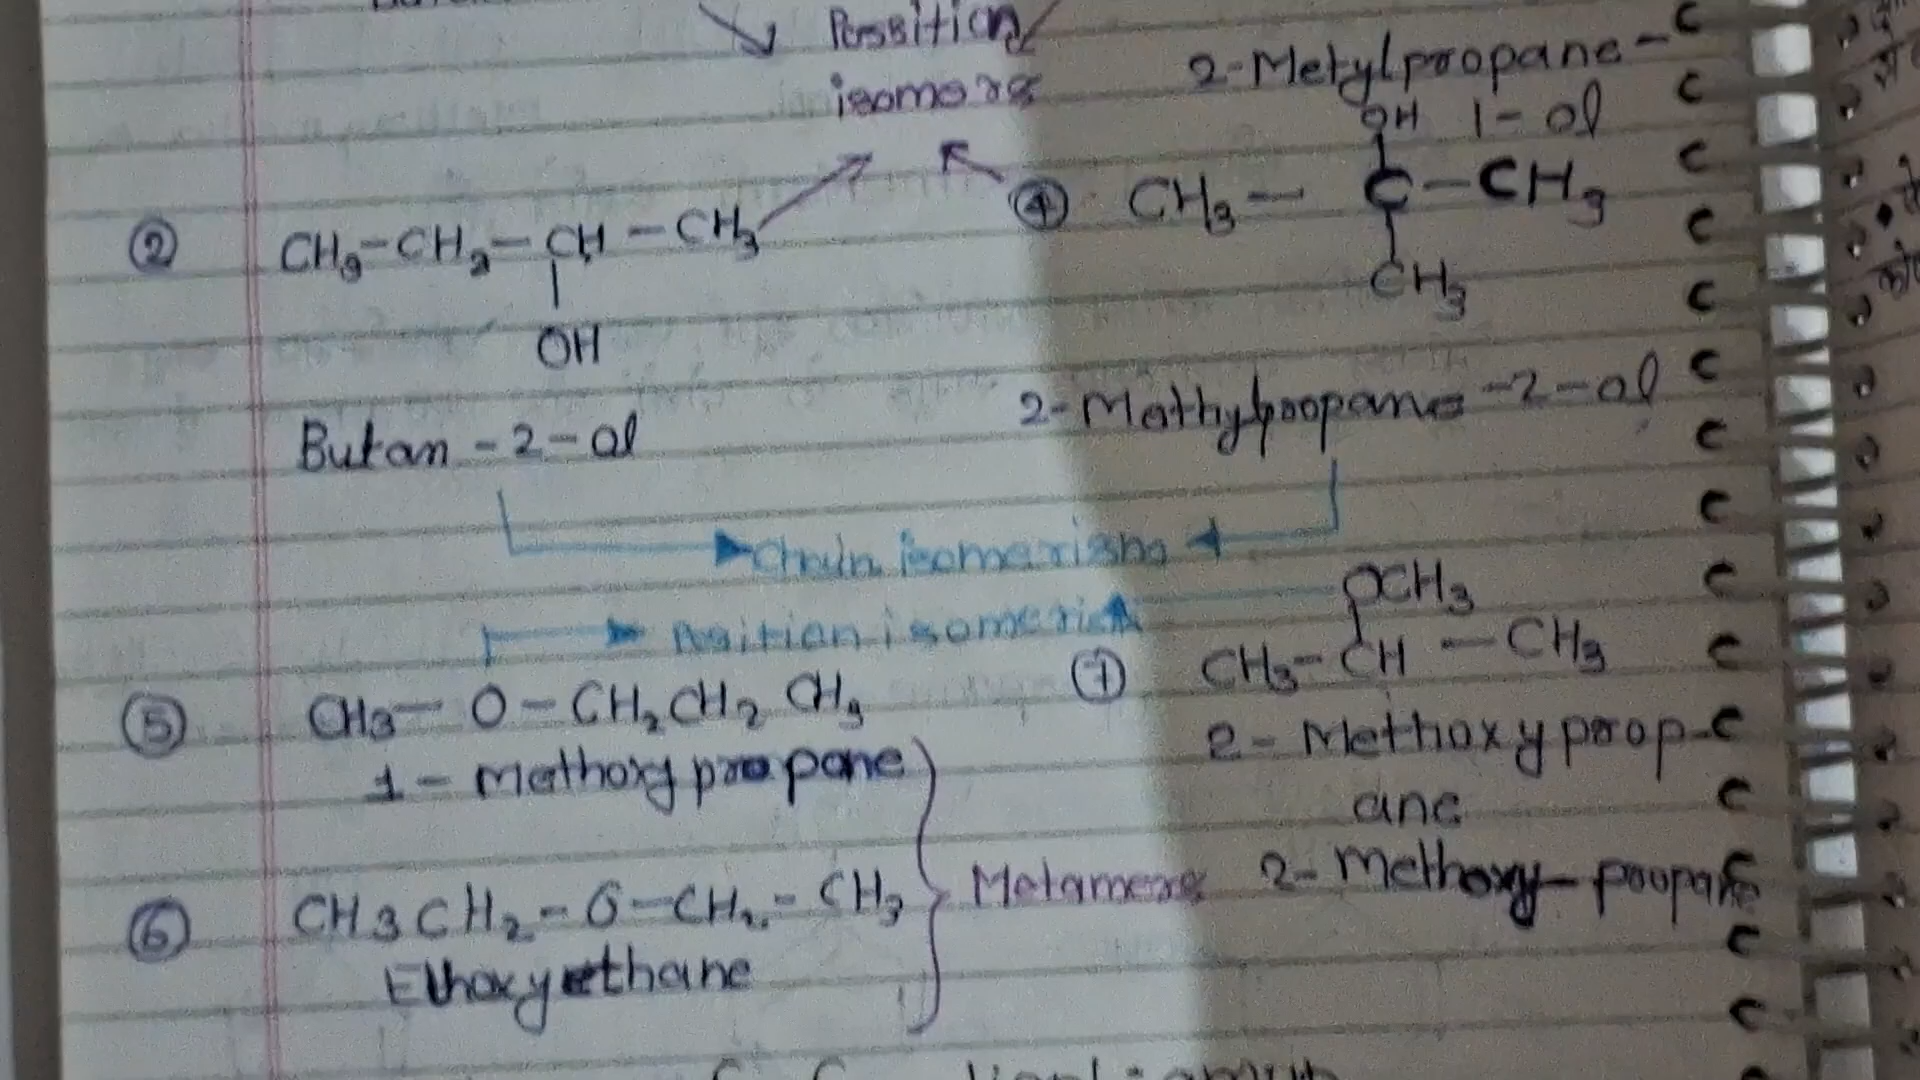 Possition
isomers
2-Metylpropane-
1-ol
OH
④ CH3 — C — CH3
CH3
② CH3-CH2-CH-CH3
OH
Butan-2-ol
2-Methylpropane-2-ol
Chain isomerism
Position isomerism
OCH3
⑦ CH3-CH-CH3
2-Methoxyprop-
ane
2-Methoxy-propane
⑤ CH3-O-CH2CH2CH3
1-Methoxypropane
⑥ CH3CH2-O-CH2-CH3
Ethoxyethane
Metamers